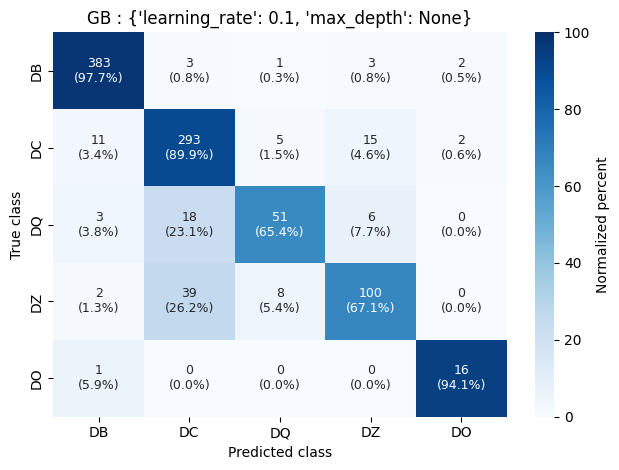 GB : {'learning_rate': 0.1, 'max_depth': None}
True class
DB
383 3 1 3 2
(97.7%) (0.8%) (0.3%) (0.8%) (0.5%)
DC
11 293 5 15 2
(3.4%) (89.9%) (1.5%) (4.6%) (0.6%)
DQ
3 18 51 6 0
(3.8%) (23.1%) (65.4%) (7.7%) (0.0%)
DZ
2 39 8 100 0
(1.3%) (26.2%) (5.4%) (67.1%) (0.0%)
DO
1 0 0 0 16
(5.9%) (0.0%) (0.0%) (0.0%) (94.1%)
DB DC DQ DZ DO
Predicted class
100
80
60
40
20
0
Normalized percent